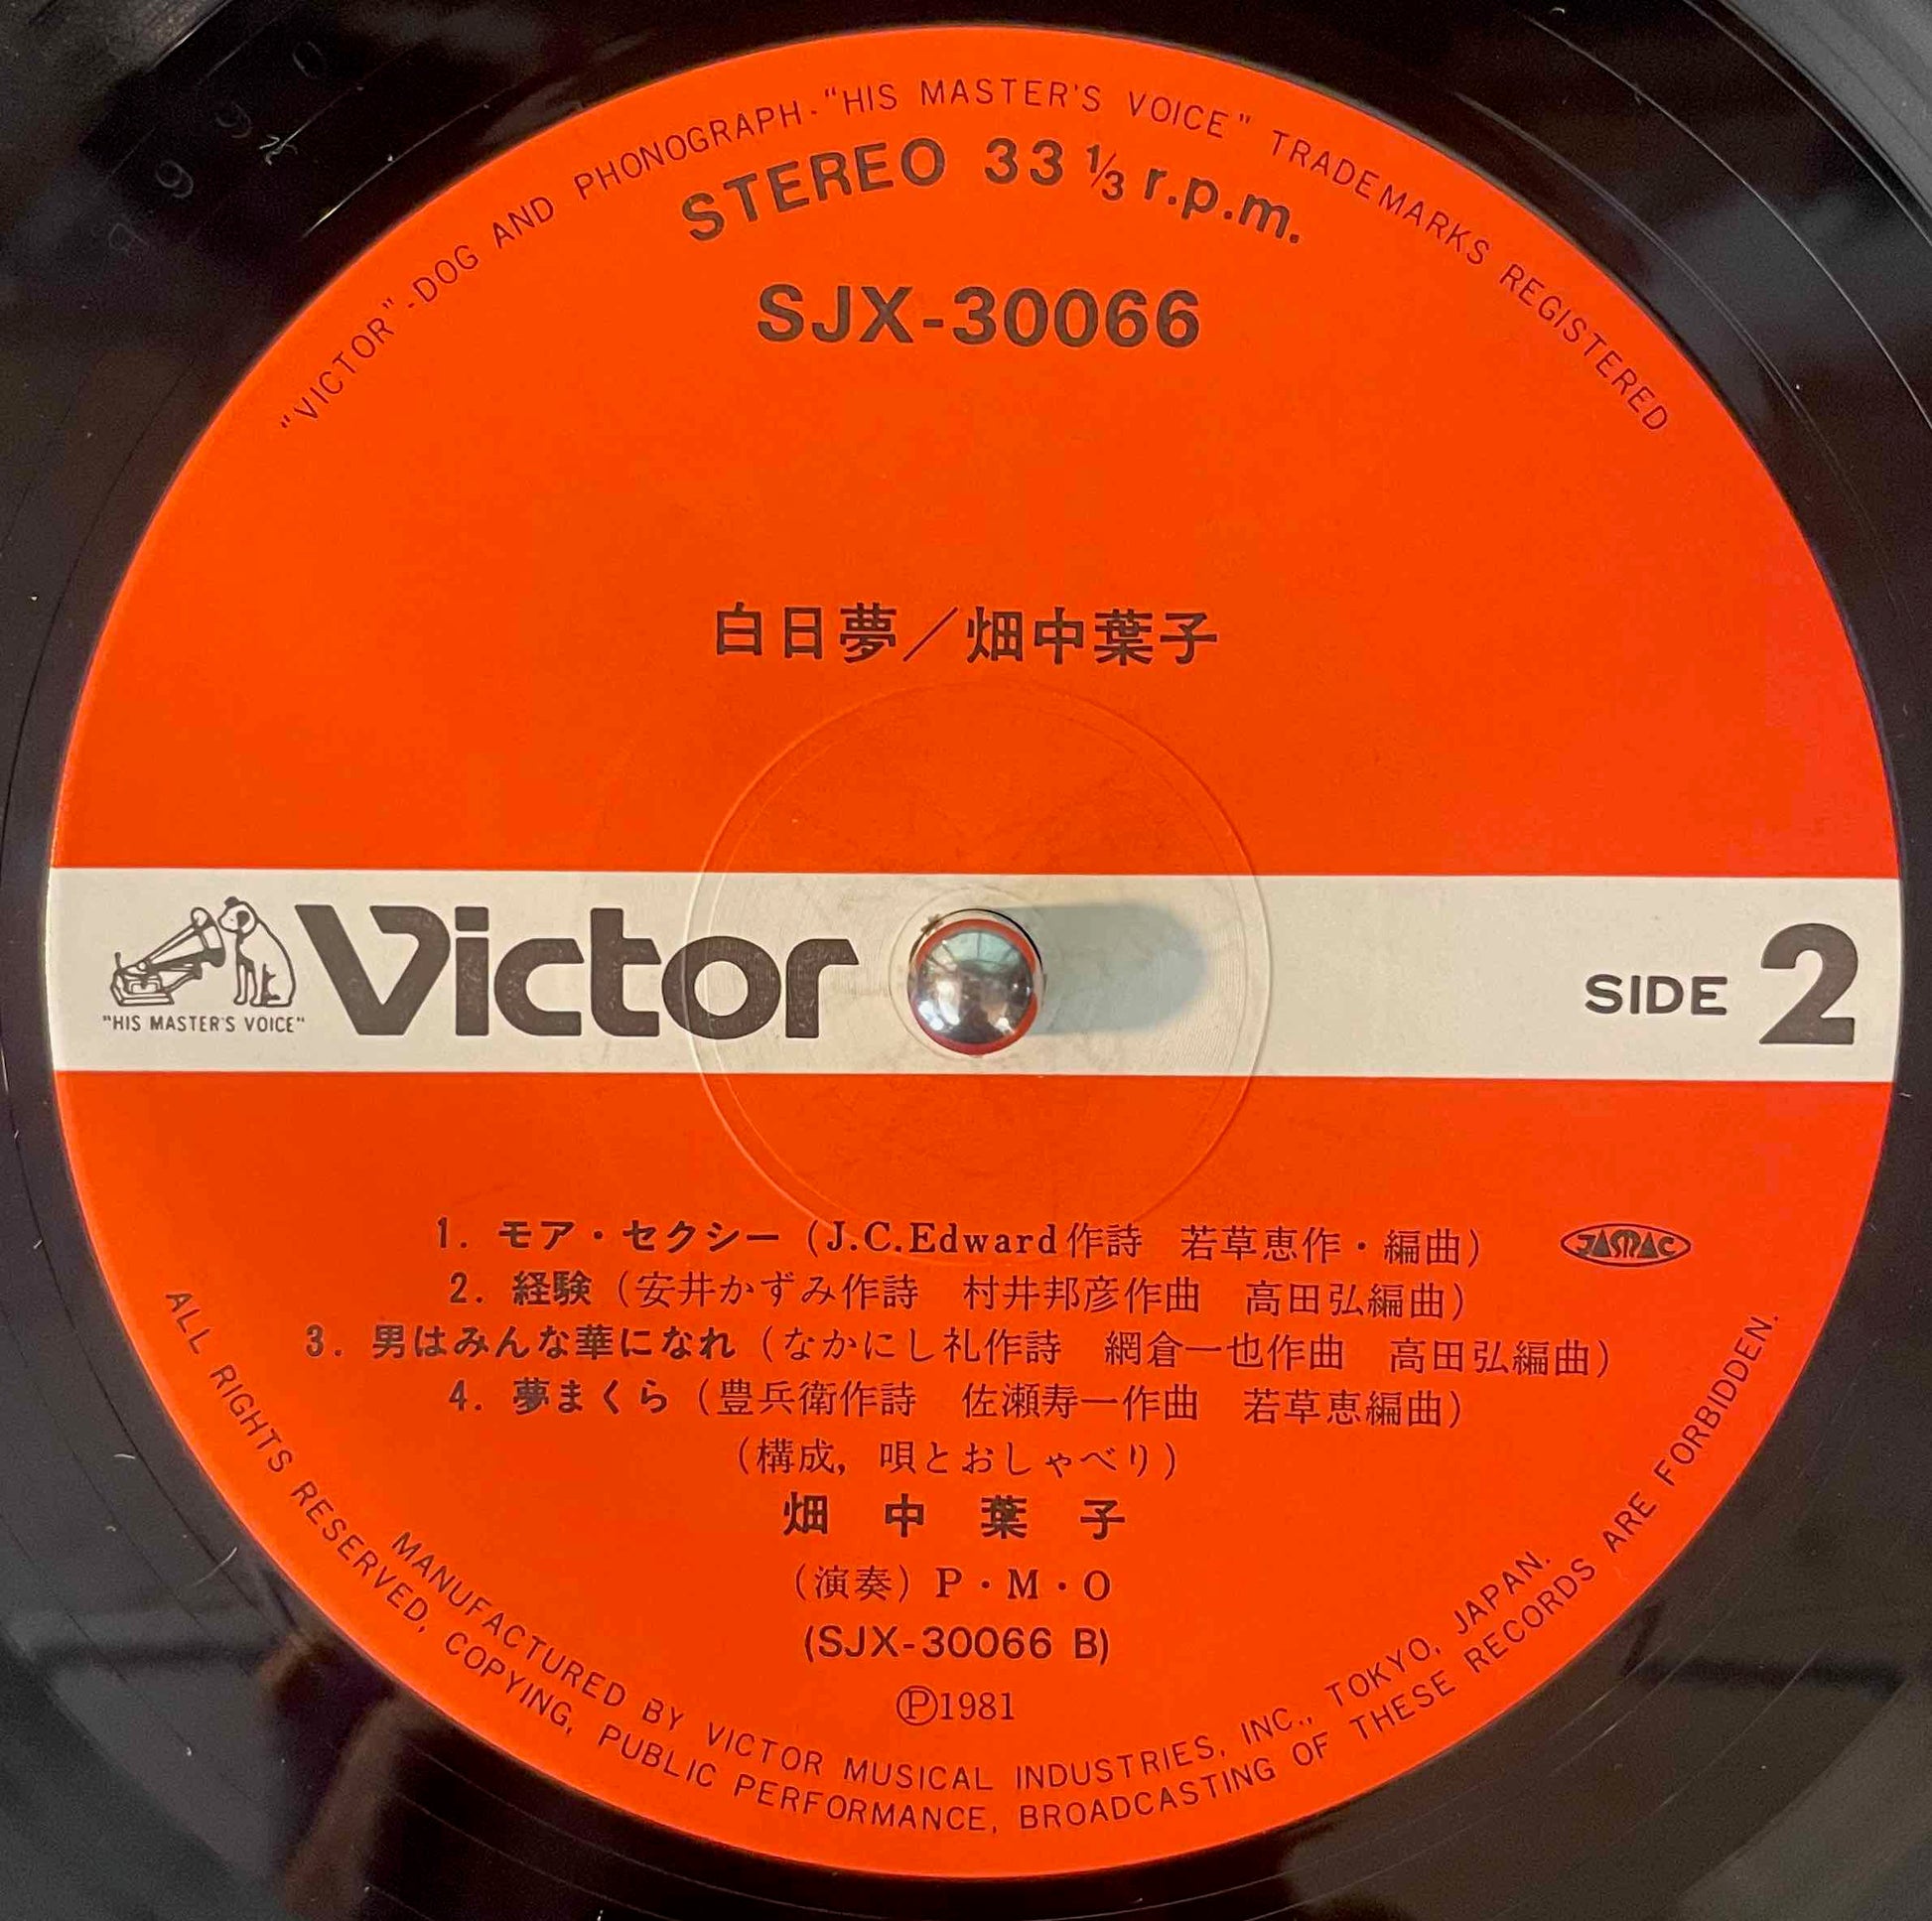 "VICTOR"-DOG AND PHONOGRAPH-"HIS MASTER'S VOICE" TRADEMARKS REGISTERED
STEREO 33 1/3 r.p.m.
SJX-30066
白日夢／畑中葉子
"HIS MASTER'S VOICE"
Victor
SIDE 2
1. モア・セクシー (J.C.Edward作詩　若草恵作・編曲)
JASRAC
2. 経験 (安井かずみ作詩　村井邦彦作曲　高田弘編曲)
3. 男はみんな華になれ (なかにし礼作詩　網倉一也作曲　高田弘編曲)
4. 夢まくら (豊兵衛作詩　佐瀬寿一作曲　若草恵編曲)
(構成, 唄とおしゃべり)
畑中葉子
(演奏) P・M・O
(SJX-30066 B)
Ⓟ1981
MANUFACTURED BY VICTOR MUSICAL INDUSTRIES, INC., TOKYO, JAPAN.
ALL RIGHTS RESERVED, COPYING, PUBLIC PERFORMANCE, BROADCASTING OF THESE RECORDS ARE FORBIDDEN.